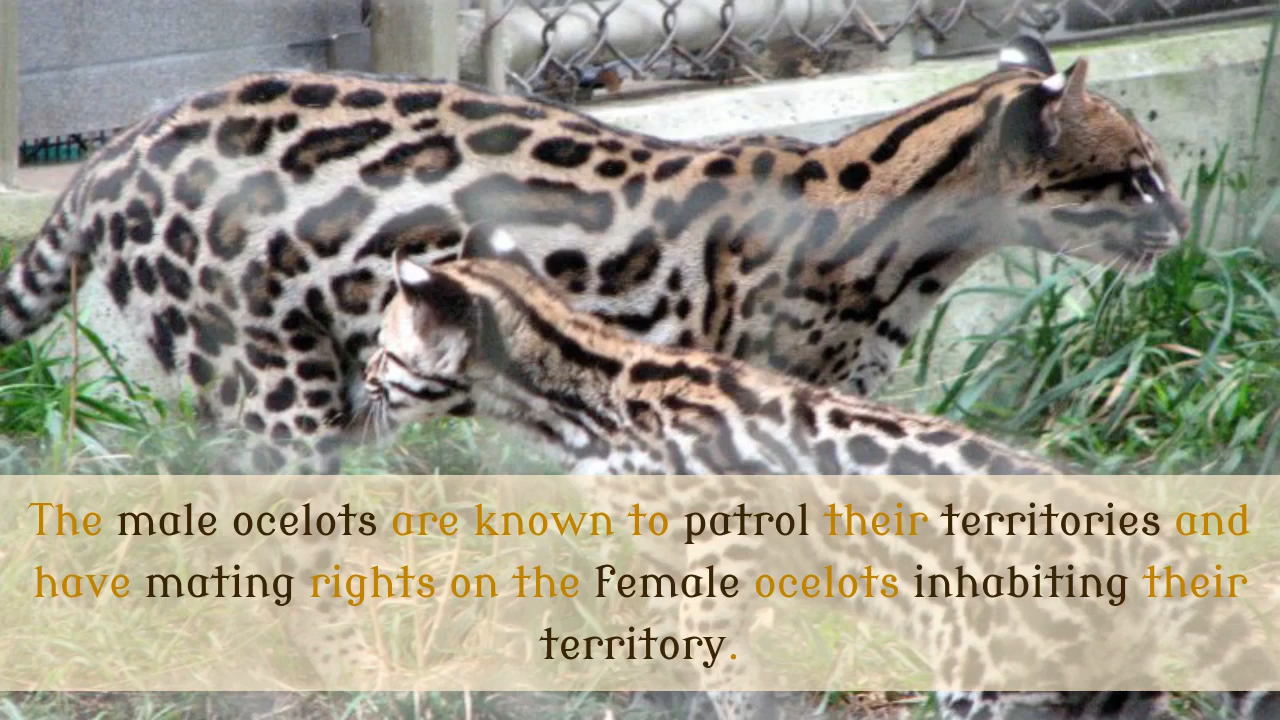 The male ocelots are known to patrol their territories and
have mating rights on the female ocelots inhabiting their
territory.